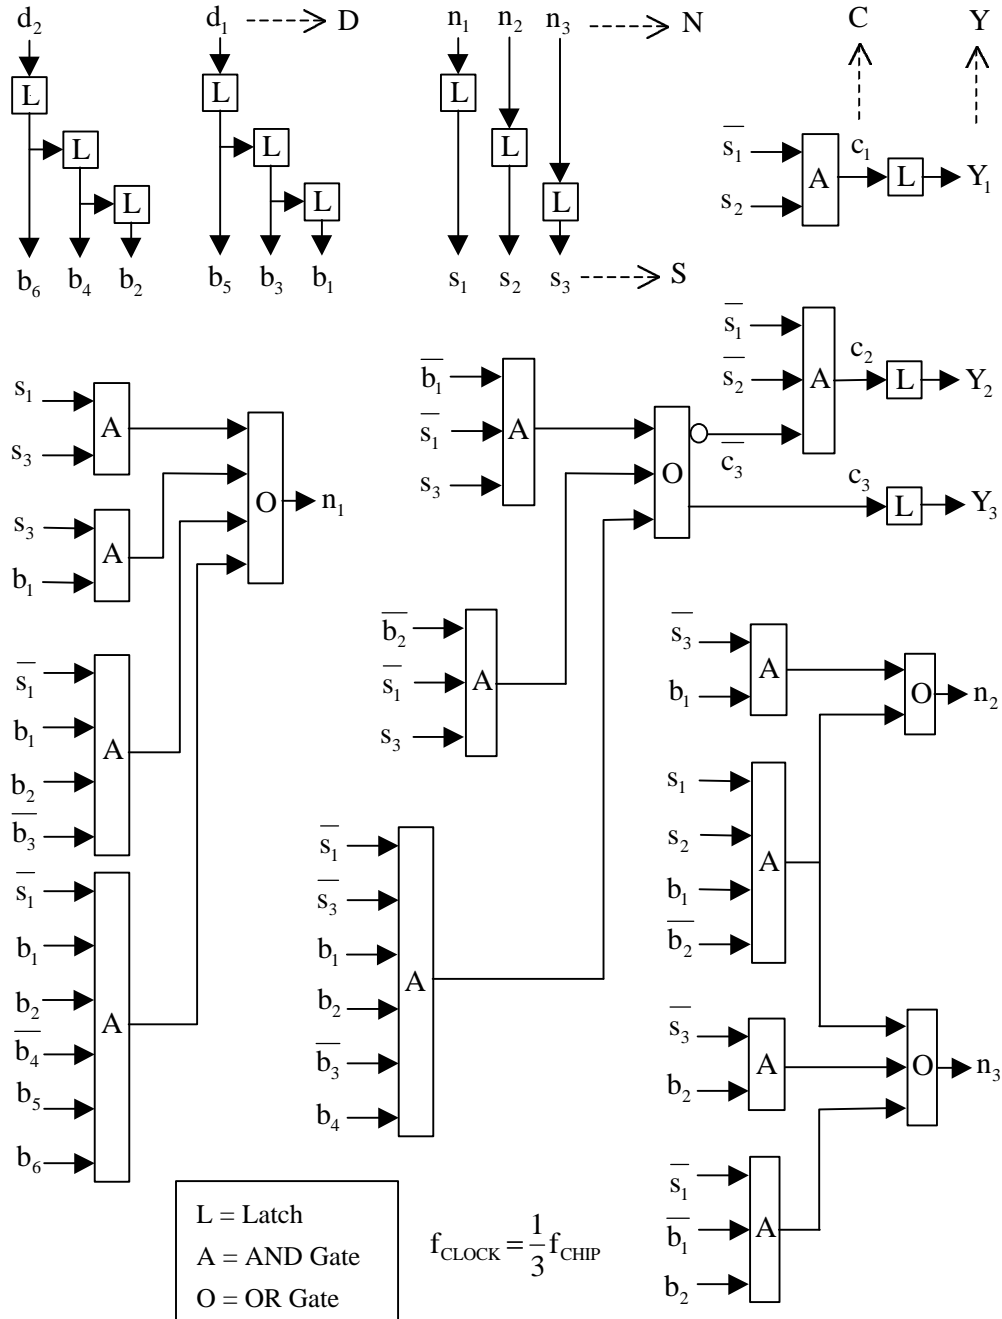 d₂ d₁ D n₁ n₂ n₃ N C Y
L L L
L L L
L L L
s̅₁ s₂ A c₁ L Y₁
b₆ b₄ b₂ b₅ b₃ b₁ s₁ s₂ s₃ S
s̅₁ s̅₂ c̅₃ A c₂ L Y₂
c₃ L Y₃
s₁ s₃ A
s₃ b₁ A
O n₁
s̅₁ b₁ b₂ b̅₃ A
s̅₁ b₁ b₂ b̅₄ b₅ b₆ A
b̅₁ s̅₁ s₃ A
O
b̅₂ s̅₁ s₃ A
s̅₁ s̅₃ b₁ b₂ b̅₃ b₄ A
s̅₃ b₁ A
O n₂
s₁ s₂ b₁ b̅₂ A
s̅₃ b₂ A
O n₃
s̅₁ b̅₁ b₂ A
L = Latch
A = AND Gate
O = OR Gate
f_CLOCK = 1/3 f_CHIP